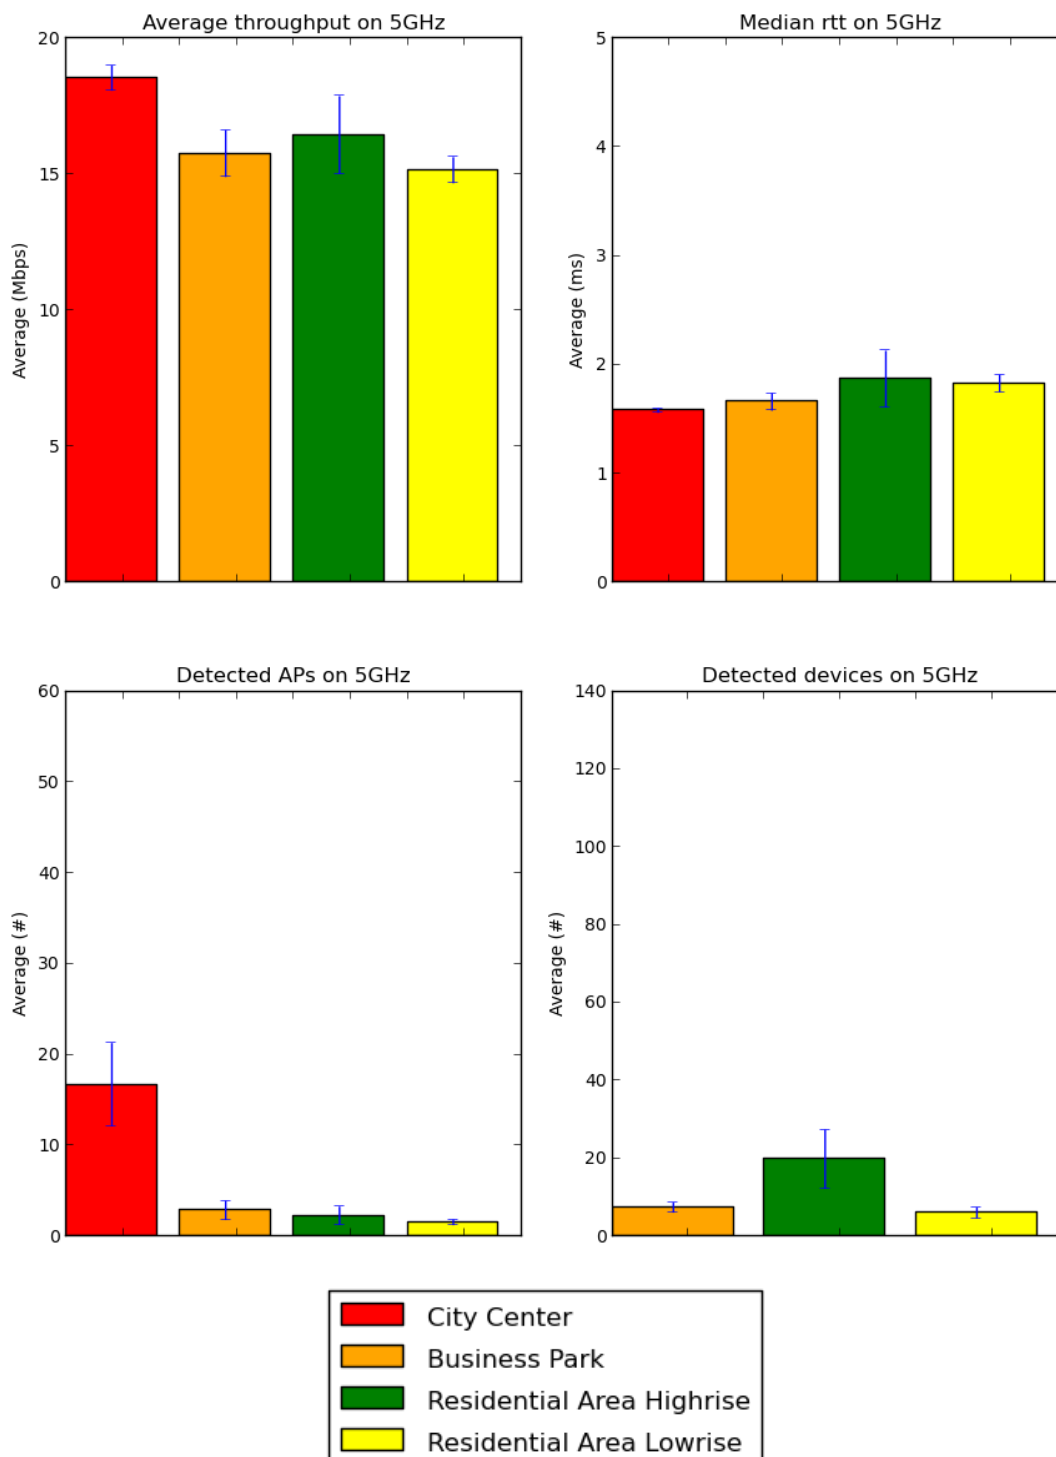 Average throughput on 5GHz
20
15
10
5
0
Average (Mbps)
Median rtt on 5GHz
5
4
3
2
1
0
Average (ms)
Detected APs on 5GHz
60
50
40
30
20
10
0
Average (#)
Detected devices on 5GHz
140
120
100
80
60
40
20
0
Average (#)
City Center
Business Park
Residential Area Highrise
Residential Area Lowrise